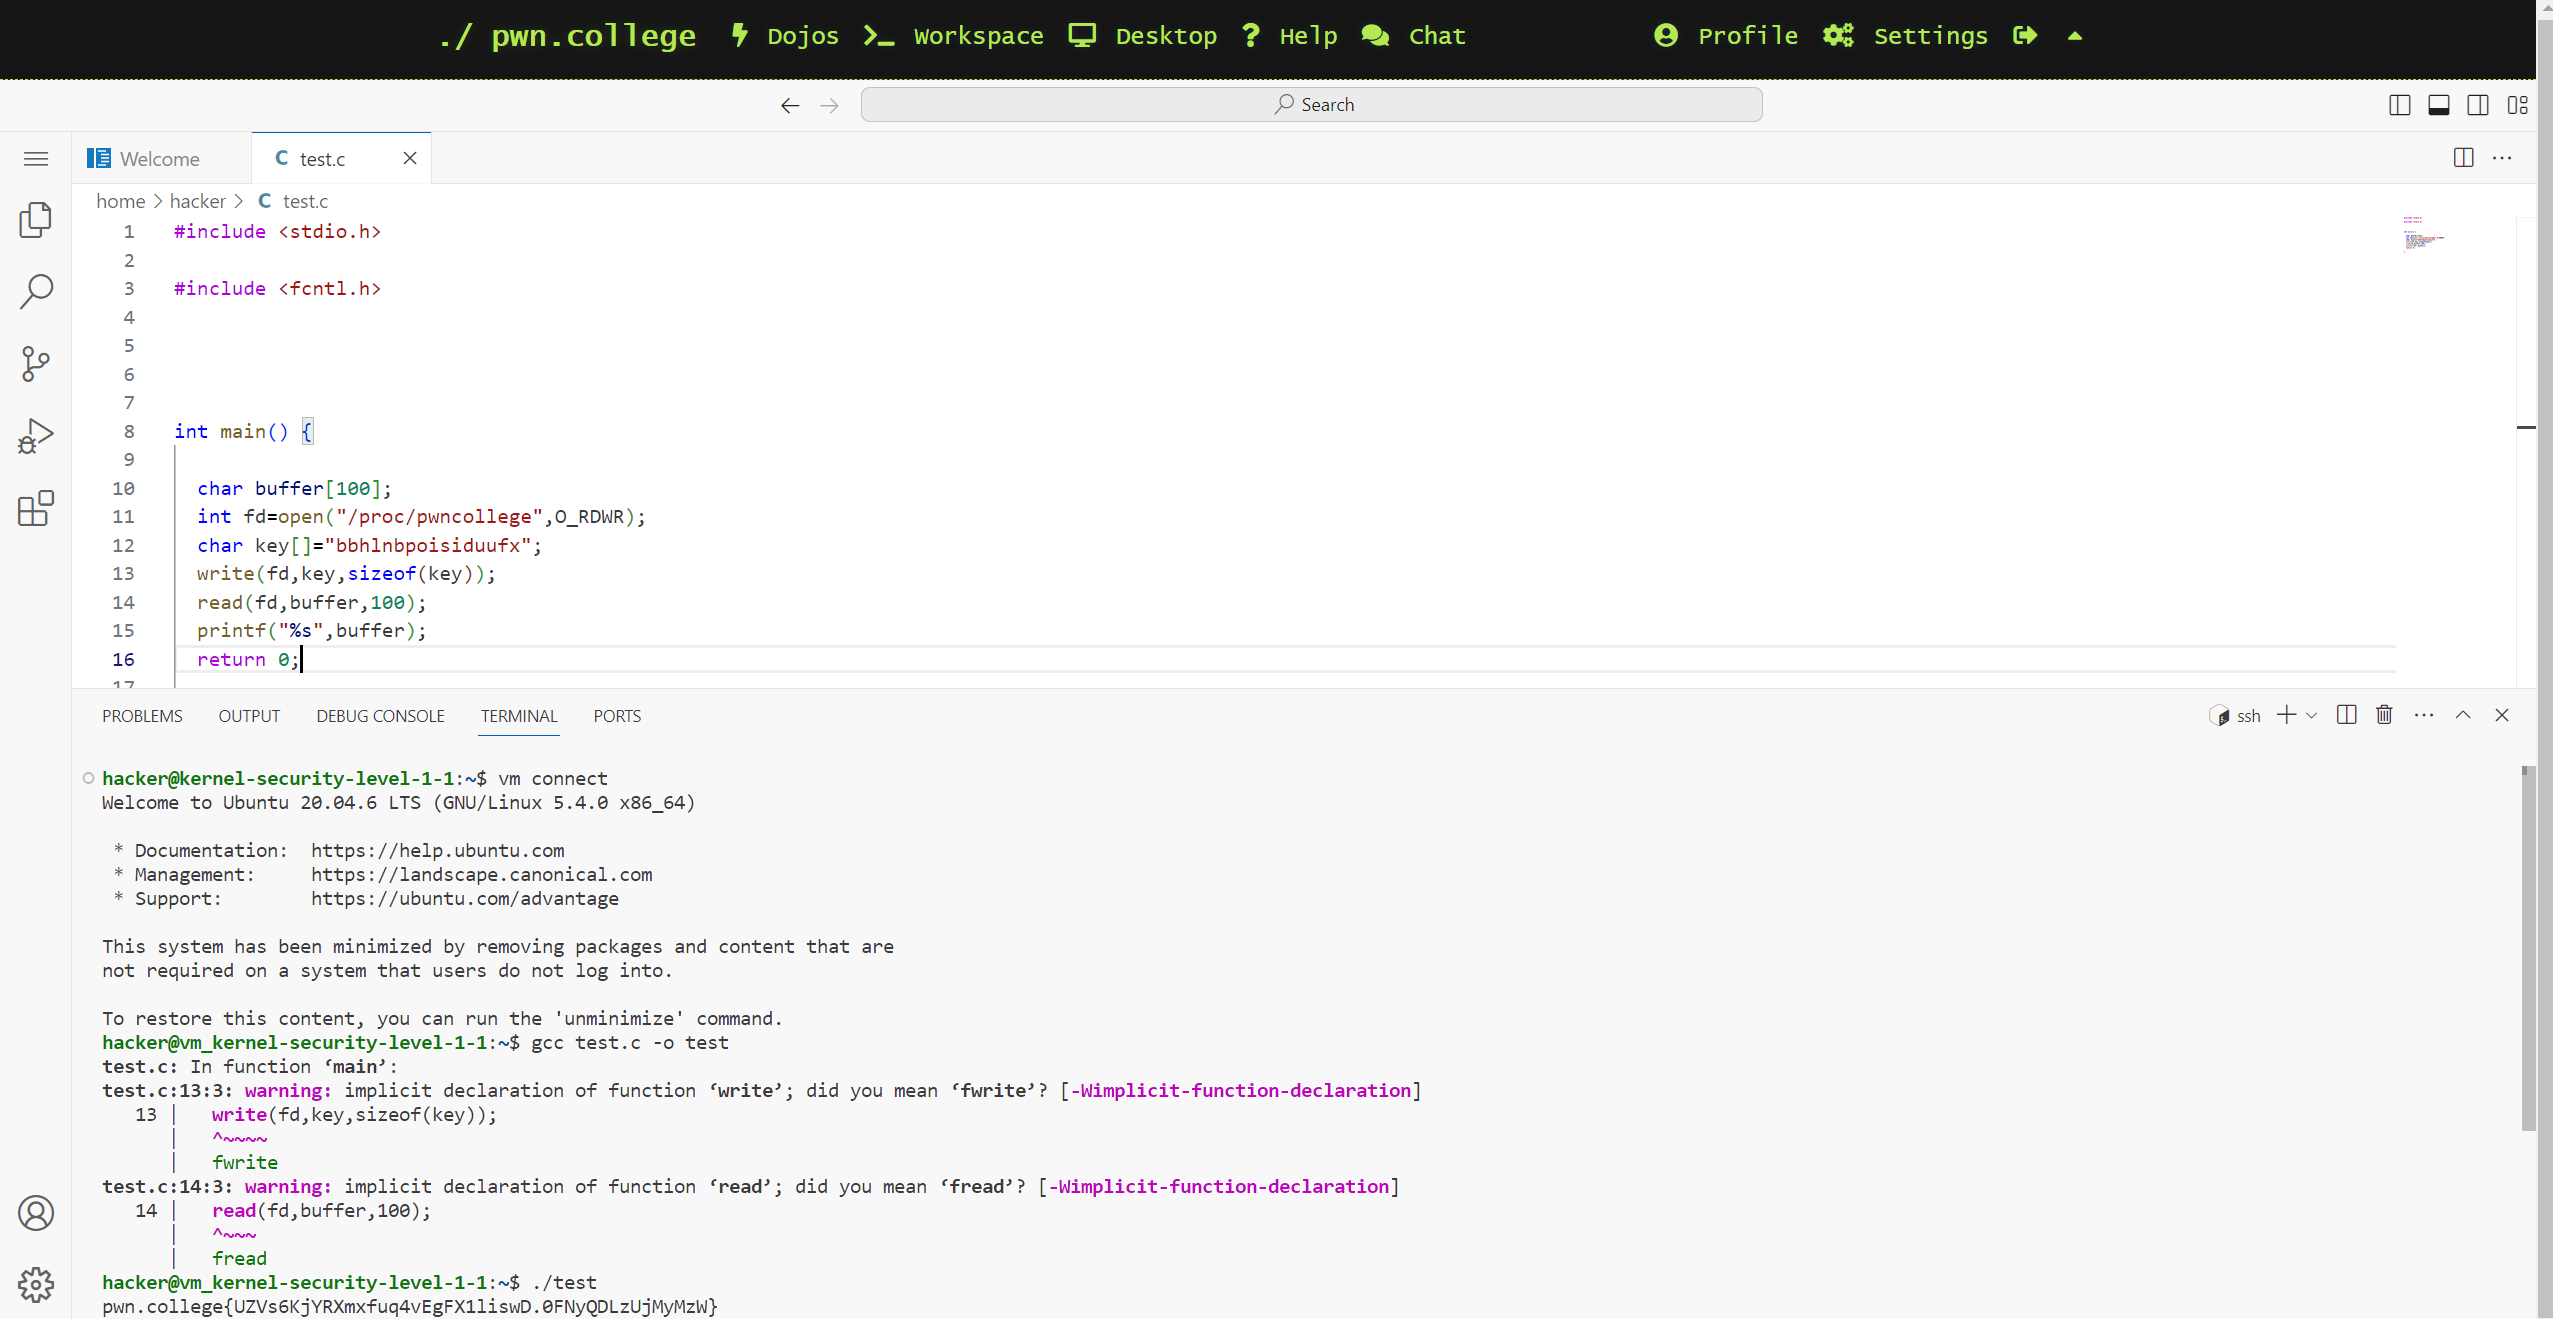 ./ pwn.college Dojos Workspace Desktop Help Chat Profile Settings
Search
Welcome
C test.c
home > hacker > C test.c
1 #include <stdio.h>
2
3 #include <fcntl.h>
4
5
6
7
8 int main() {
9
10 char buffer[100];
11 int fd=open("/proc/pwncollege",O_RDWR);
12 char key[]="bbhlnbpoisiduufx";
13 write(fd,key,sizeof(key));
14 read(fd,buffer,100);
15 printf("%s",buffer);
16 return 0;
17
PROBLEMS OUTPUT DEBUG CONSOLE TERMINAL PORTS
ssh
hacker@kernel-security-level-1-1:~$ vm connect
Welcome to Ubuntu 20.04.6 LTS (GNU/Linux 5.4.0 x86_64)
* Documentation: https://help.ubuntu.com
* Management: https://landscape.canonical.com
* Support: https://ubuntu.com/advantage
This system has been minimized by removing packages and content that are
not required on a system that users do not log into.
To restore this content, you can run the 'unminimize' command.
hacker@vm_kernel-security-level-1-1:~$ gcc test.c -o test
test.c: In function ‘main’:
test.c:13:3: warning: implicit declaration of function ‘write’; did you mean ‘fwrite’? [-Wimplicit-function-declaration]
13 | write(fd,key,sizeof(key));
| ^~~~~
| fwrite
test.c:14:3: warning: implicit declaration of function ‘read’; did you mean ‘fread’? [-Wimplicit-function-declaration]
14 | read(fd,buffer,100);
| ^~~~
| fread
hacker@vm_kernel-security-level-1-1:~$ ./test
pwn.college{UZVs6KjYRXmxfuq4vEgFX1liswD.0FNyQDLzUjMyMzW}